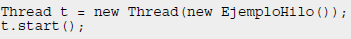 Thread t = new Thread(new EjemploHilo());
t.start();